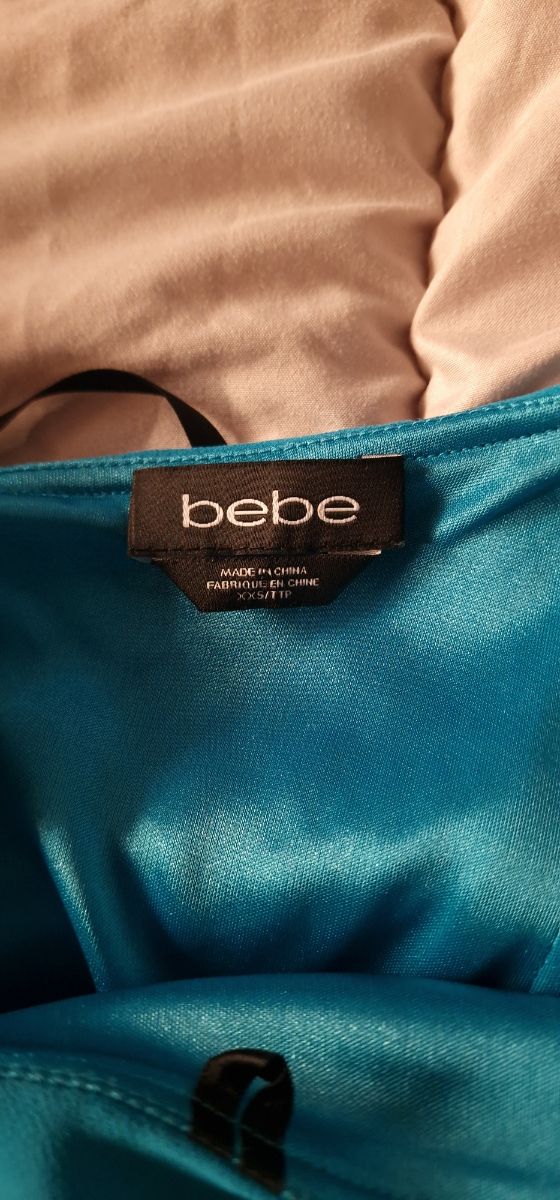 bebe
MADE IN CHINA
FABRIQUE EN CHINE
XXS/TTP